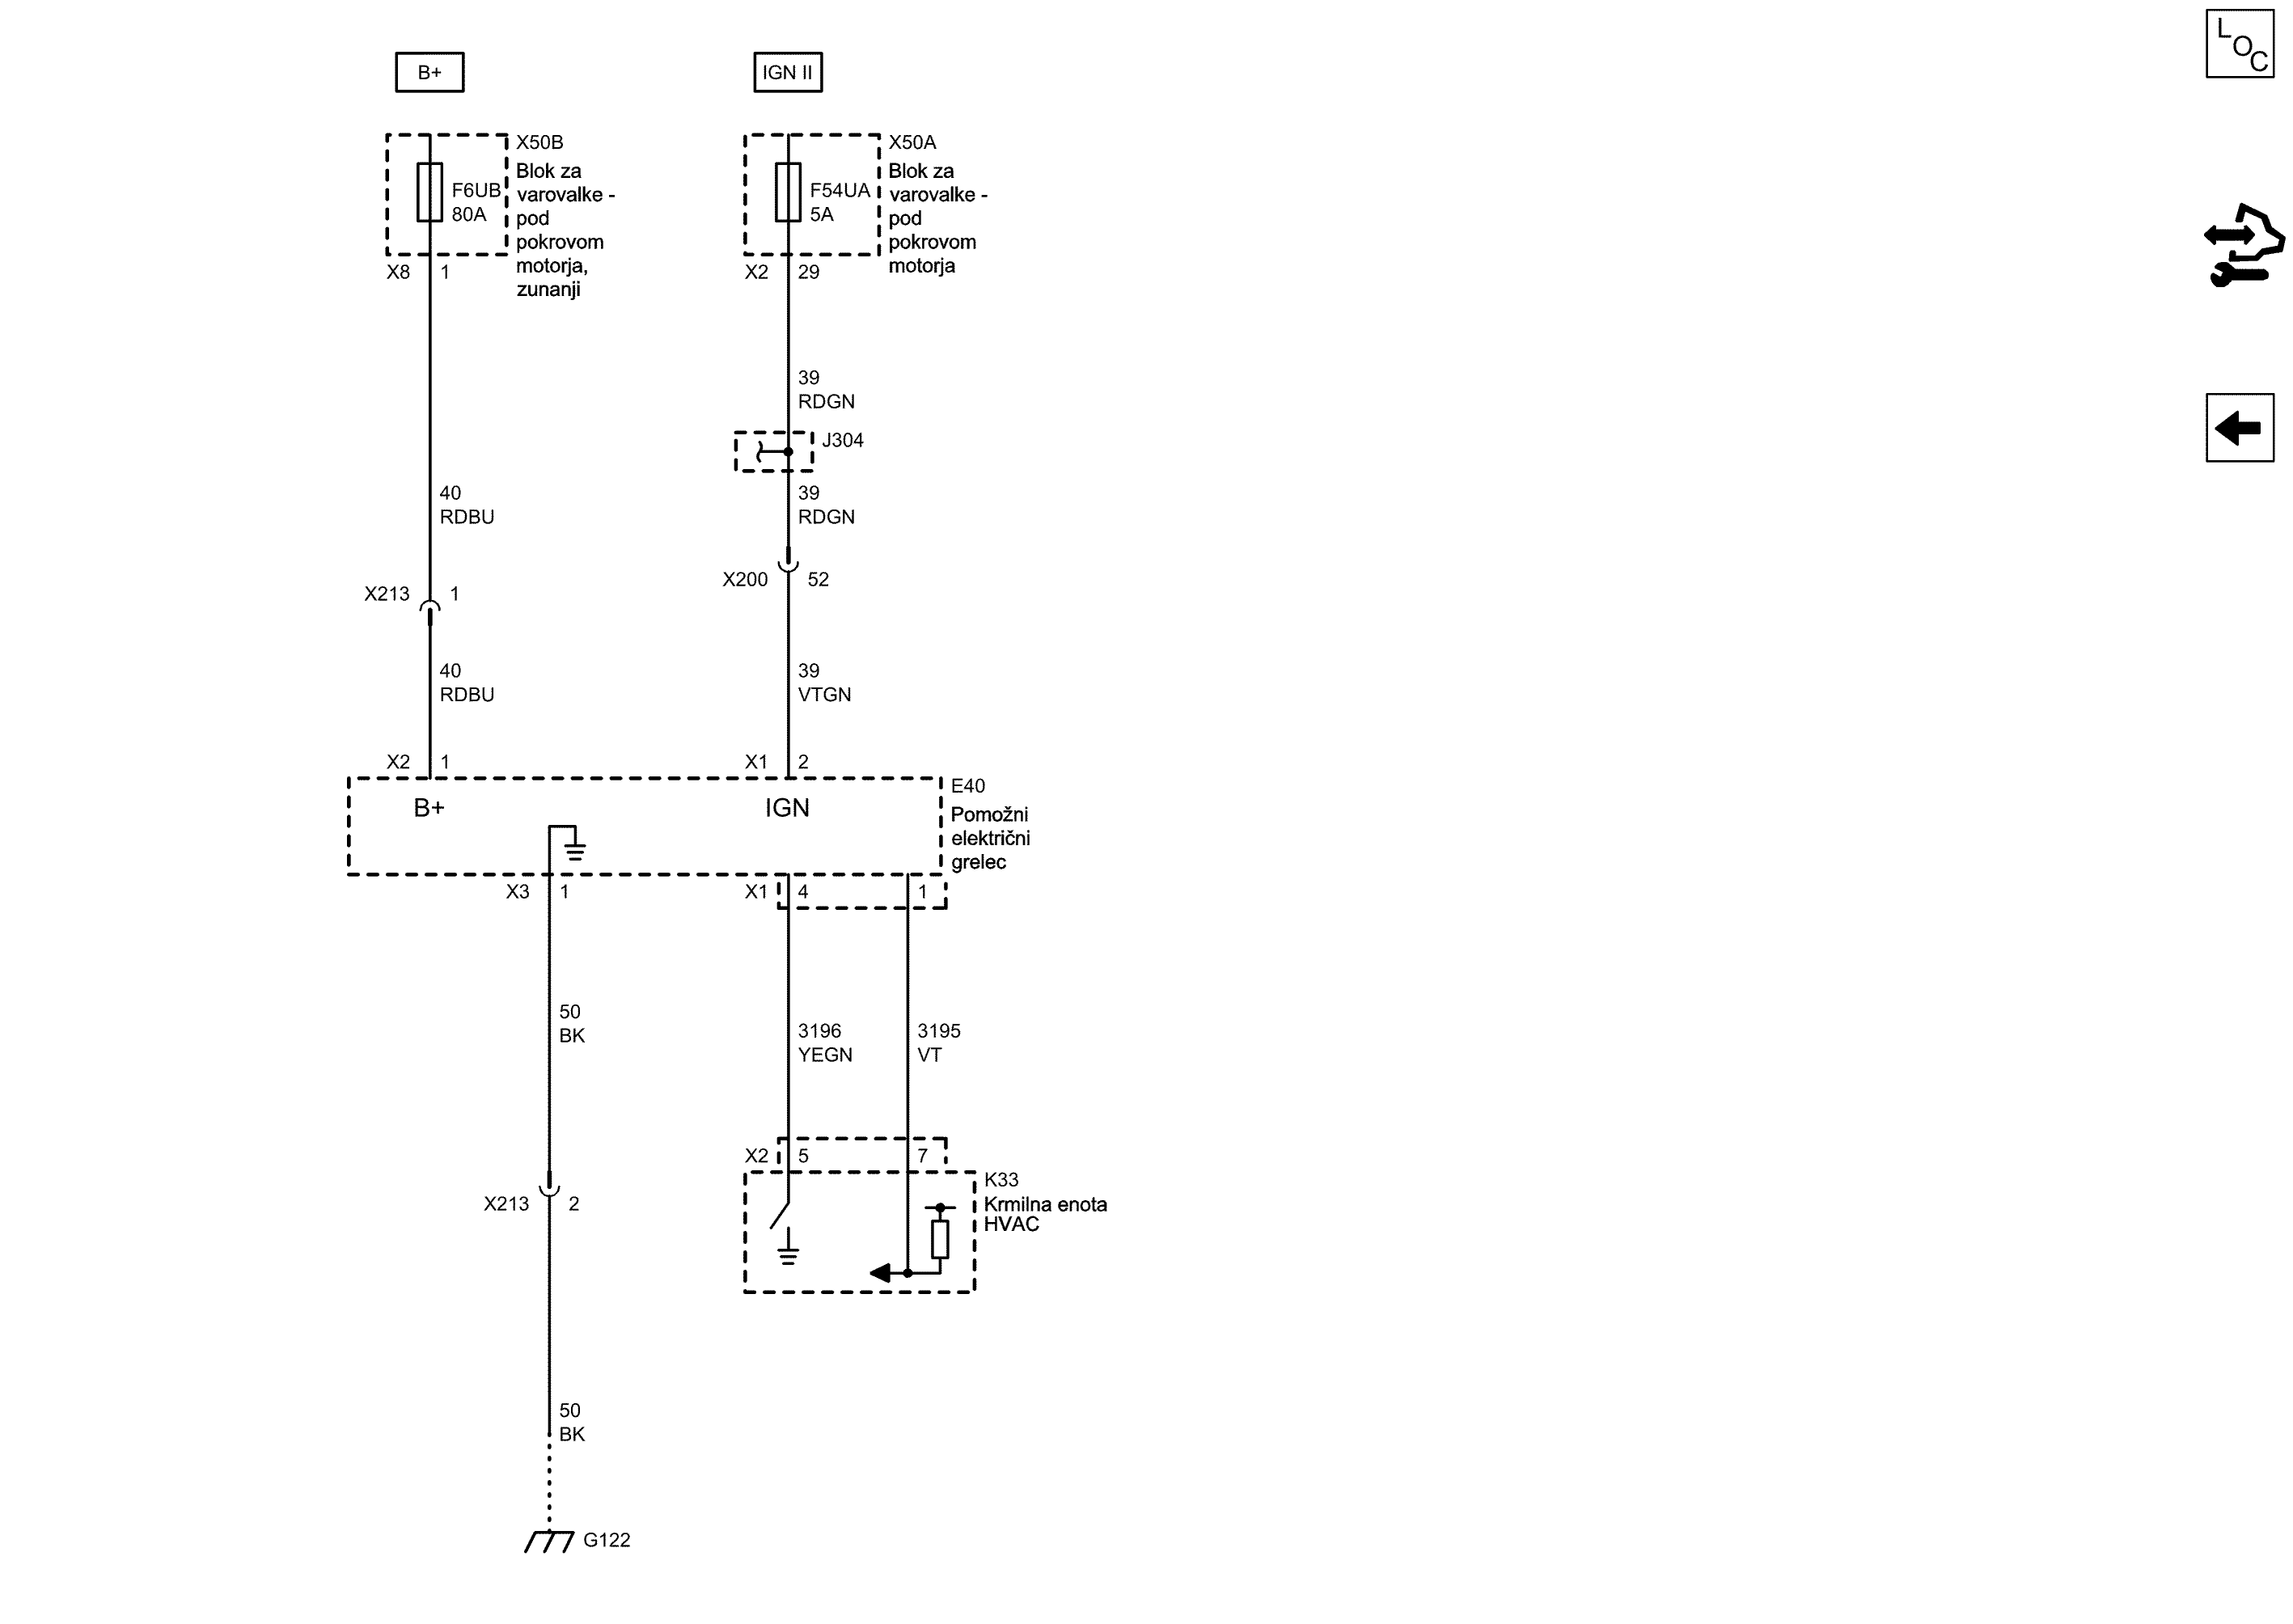 B+
IGN II
LOC
X50B
Blok za
varovalke -
pod
pokrovom
motorja,
zunanji
F6UB
80A
X8
1
X50A
Blok za
varovalke -
pod
pokrovom
motorja
F54UA
5A
X2
29
39
RDGN
J304
40
RDBU
39
RDGN
X200
52
X213
1
40
RDBU
39
VTGN
X2
1
X1
2
B+
IGN
E40
Pomožni
električni
grelec
X3
1
X1
4
1
50
BK
3196
YEGN
3195
VT
X2
5
7
K33
Krmilna enota
HVAC
X213
2
50
BK
G122